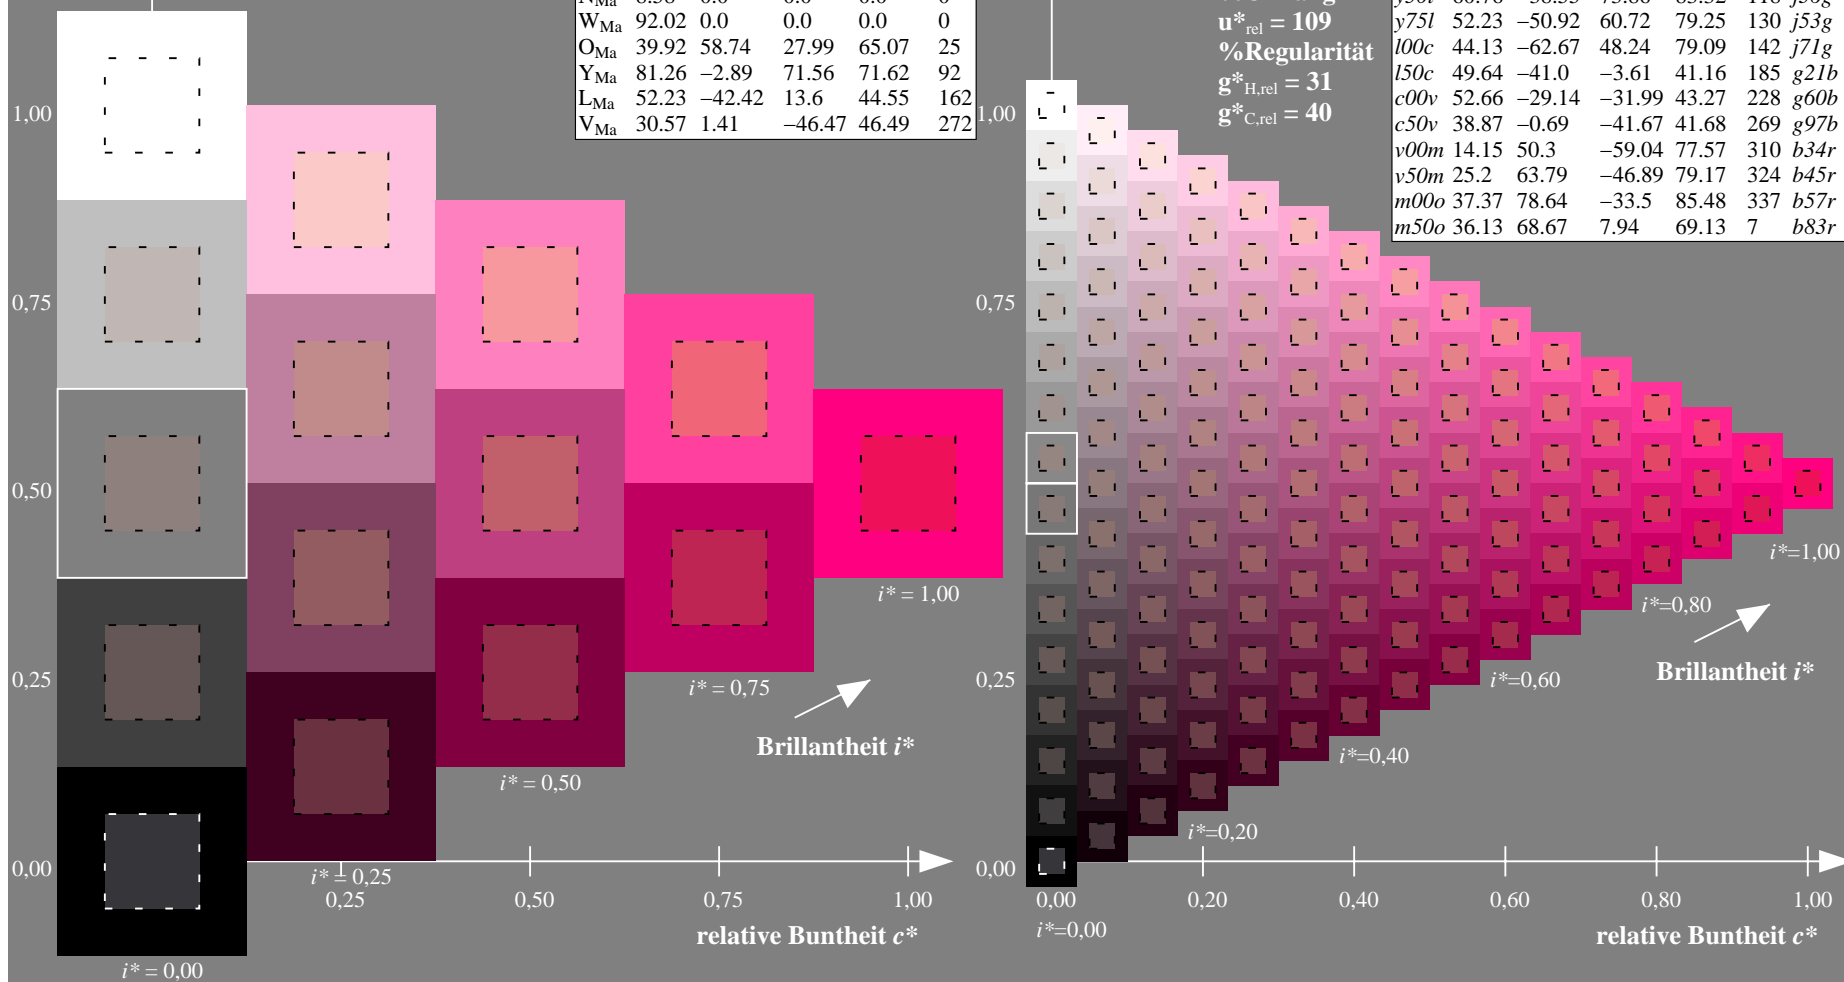 W_Ma 92.02 0.0 0.0 0.0 0
O_Ma 39.92 58.74 27.99 65.07 25
Y_Ma 81.26 −2.89 71.56 71.62 92
L_Ma 52.23 −42.42 13.6 44.55 162
V_Ma 30.57 1.41 −46.47 46.49 272
1,00
0,75
0,50
0,25
0,00
i* = 1,00
i* = 0,75
Brillantheit i*
i* = 0,50
i* = 0,25
0,25 0,50 0,75 1,00
relative Buntheit c*
i* = 0,00
u*rel = 109
%Regularität
g*H,rel = 31
g*C,rel = 40
y75l 52.23 −50.92 60.72 79.25 130 j53g
l00c 44.13 −62.67 48.24 79.09 142 j71g
l50c 49.64 −41.0 −3.61 41.16 185 g21b
c00v 52.66 −29.14 −31.99 43.27 228 g60b
c50v 38.87 −0.69 −41.67 41.68 269 g97b
v00m 14.15 50.3 −59.04 77.57 310 b34r
v50m 25.2 63.79 −46.89 79.17 324 b45r
m00o 37.37 78.64 −33.5 85.48 337 b57r
m50o 36.13 68.67 7.94 69.13 7 b83r
1,00
0,75
0,50
0,25
0,00
i*=1,00
i*=0,80
Brillantheit i*
i*=0,60
i*=0,40
i*=0,20
0,00 0,20 0,40 0,60 0,80 1,00
i*=0,00
relative Buntheit c*